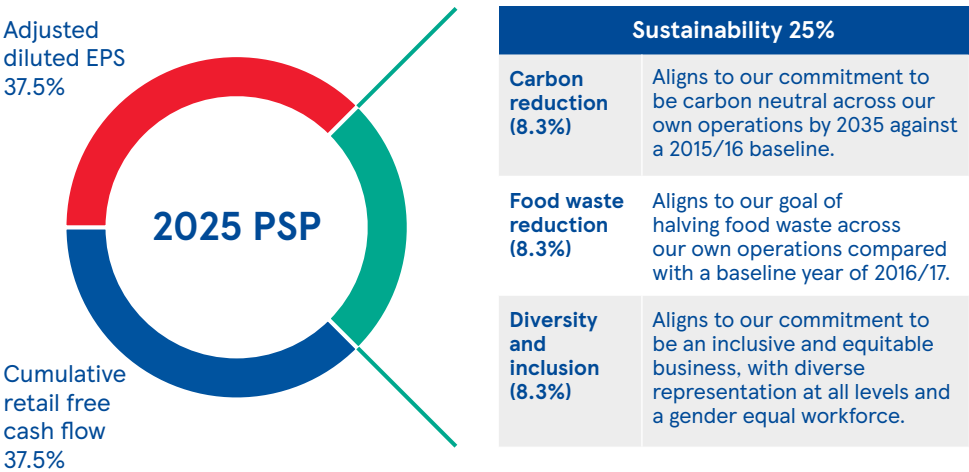 Adjusted
diluted EPS
37.5%
2025 PSP
Cumulative
retail free
cash flow
37.5%
Sustainability 25%
Carbon
reduction
(8.3%)
Aligns to our commitment to
be carbon neutral across our
own operations by 2035 against
a 2015/16 baseline.
Food waste
reduction
(8.3%)
Aligns to our goal of
halving food waste across
our own operations compared
with a baseline year of 2016/17.
Diversity
and
inclusion
(8.3%)
Aligns to our commitment to
be an inclusive and equitable
business, with diverse
representation at all levels and
a gender equal workforce.